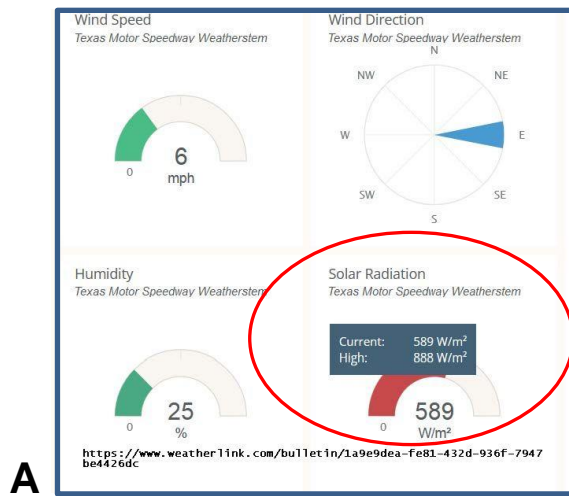 Wind Speed
Texas Motor Speedway Weatherstem
6
mph
0
Wind Direction
Texas Motor Speedway Weatherstem
N
NW
NE
W
E
SW
SE
S
Humidity
Texas Motor Speedway Weatherstem
25
%
0
Solar Radiation
Texas Motor Speedway Weatherstem
Current: 589 W/m²
High: 888 W/m²
589
W/m²
0
https://www.weatherlink.com/bulletin/1a9e9dea-fe81-432d-936f-7947
be4426dc
A